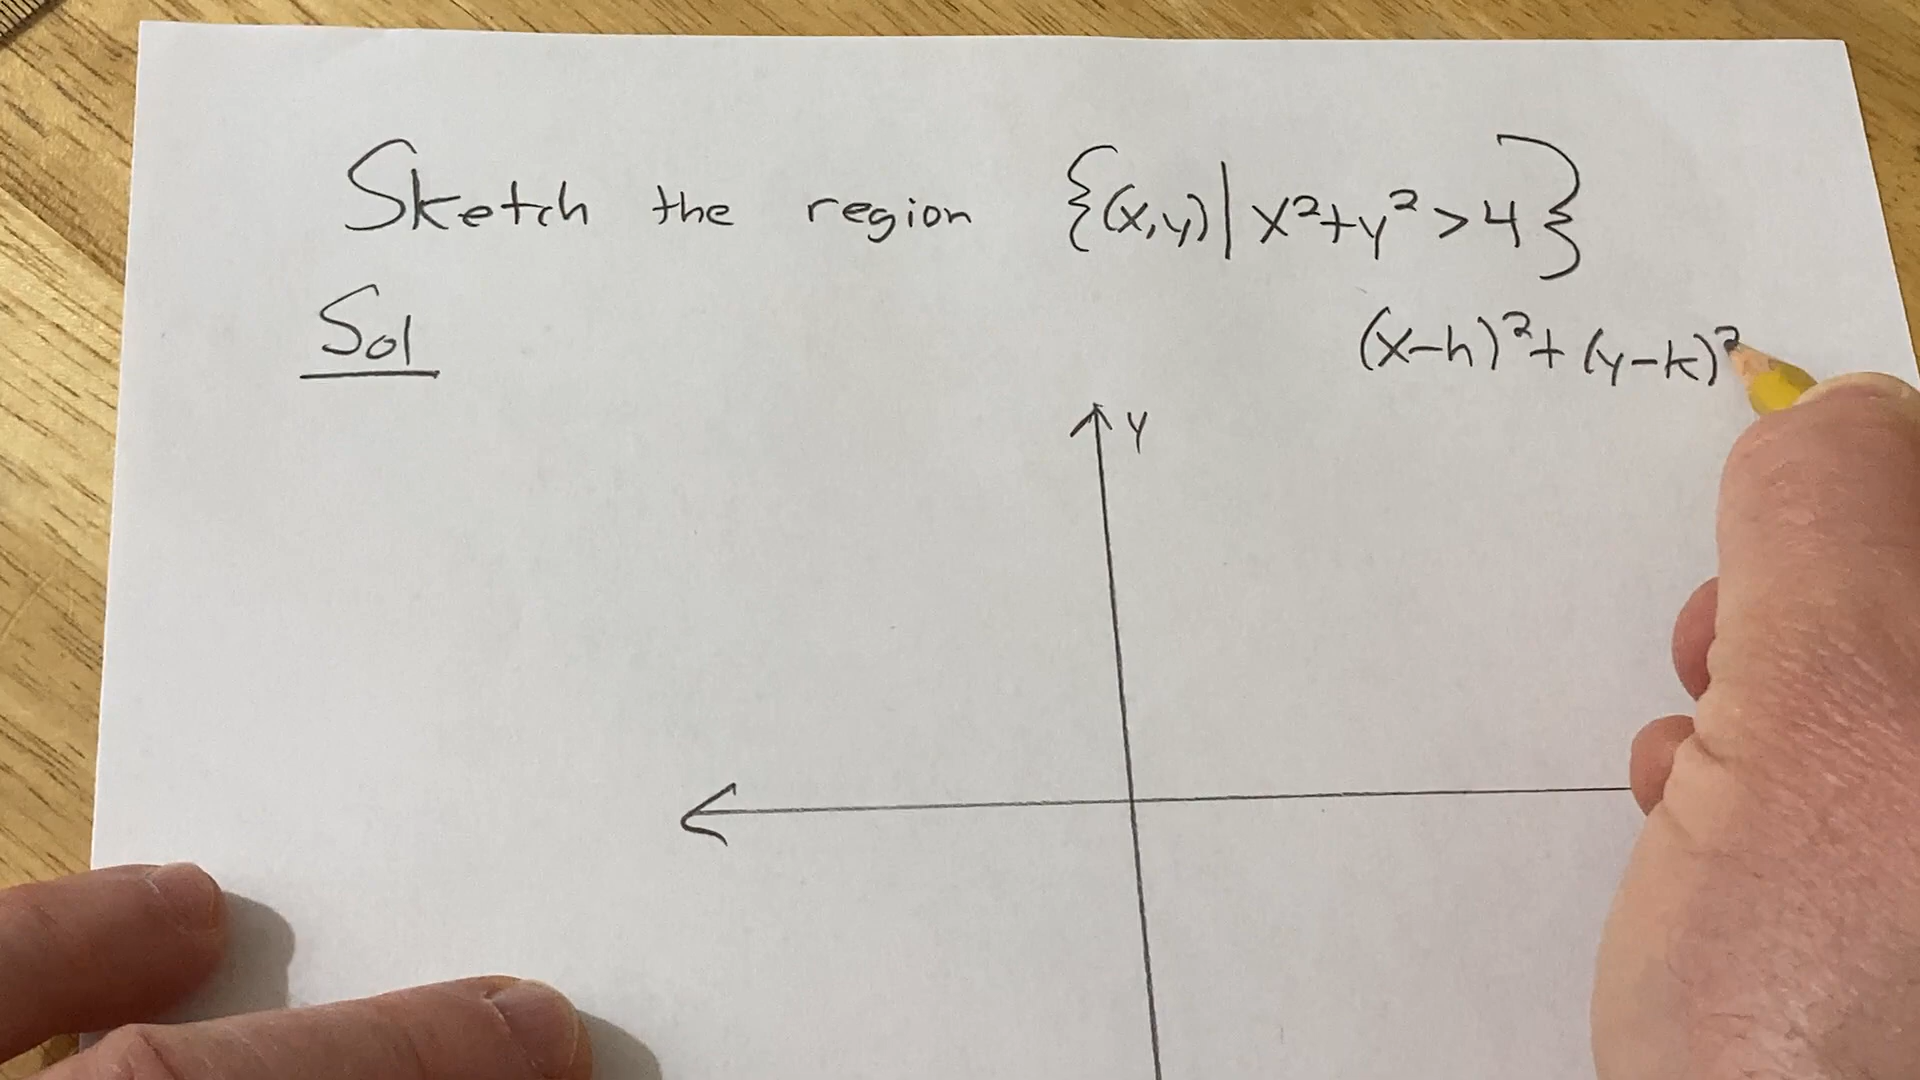 Sketch the region {(x,y)|x²+y²>4}
Sol
(x-h)²+(y-k)²
y